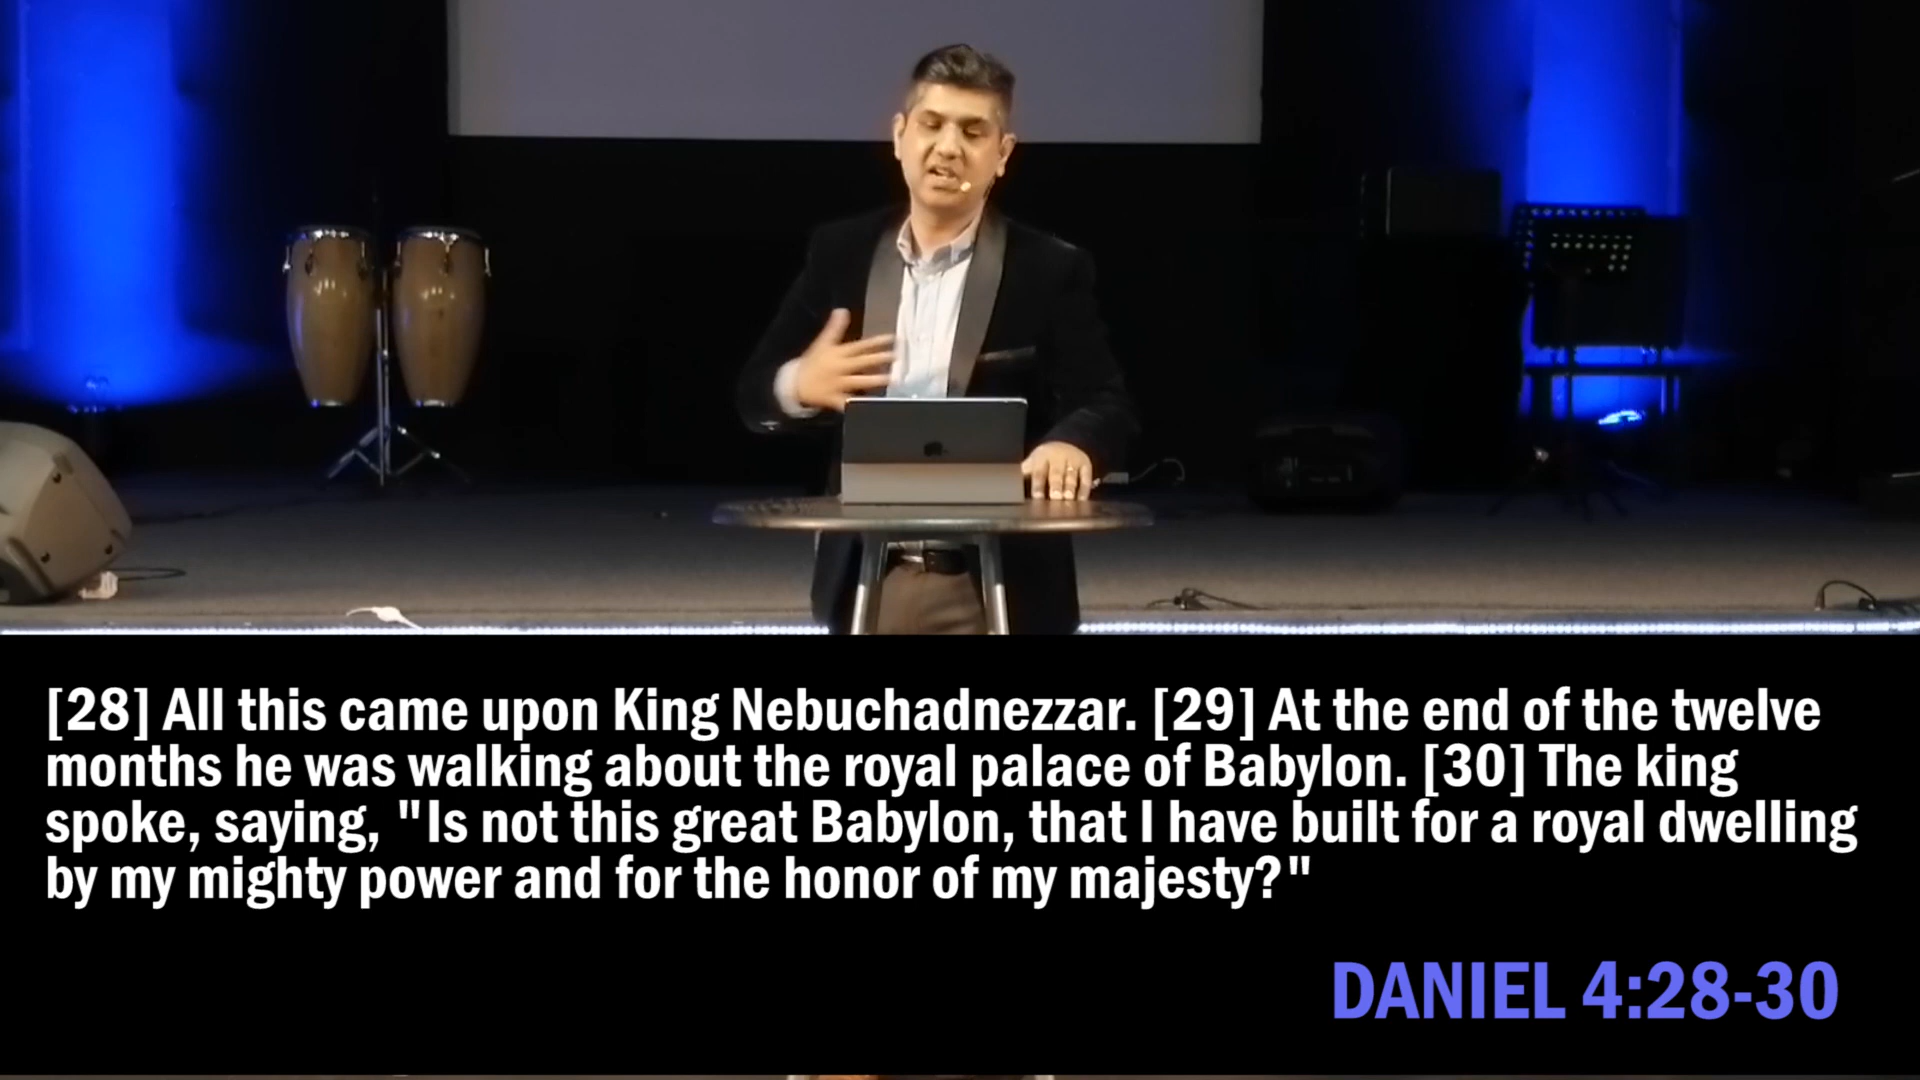 [28] All this came upon King Nebuchadnezzar. [29] At the end of the twelve
months he was walking about the royal palace of Babylon. [30] The king
spoke, saying, "Is not this great Babylon, that I have built for a royal dwelling
by my mighty power and for the honor of my majesty?"
DANIEL 4:28-30